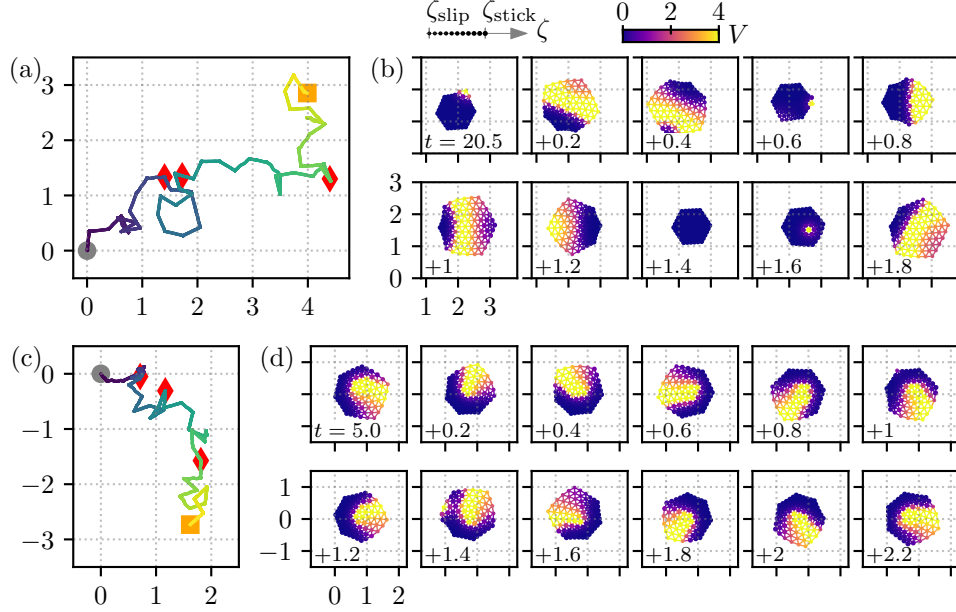 ζslip ζstick ζ
0 2 4 V
(a)
3
2
1
0
0 1 2 3 4
(b)
t = 20.5 +0.2 +0.4 +0.6 +0.8
3
2
1
0
+1 +1.2 +1.4 +1.6 +1.8
1 2 3
(c)
0
−1
−2
−3
0 1 2
(d)
t = 5.0 +0.2 +0.4 +0.6 +0.8 +1
1
0
−1
+1.2 +1.4 +1.6 +1.8 +2 +2.2
0 1 2